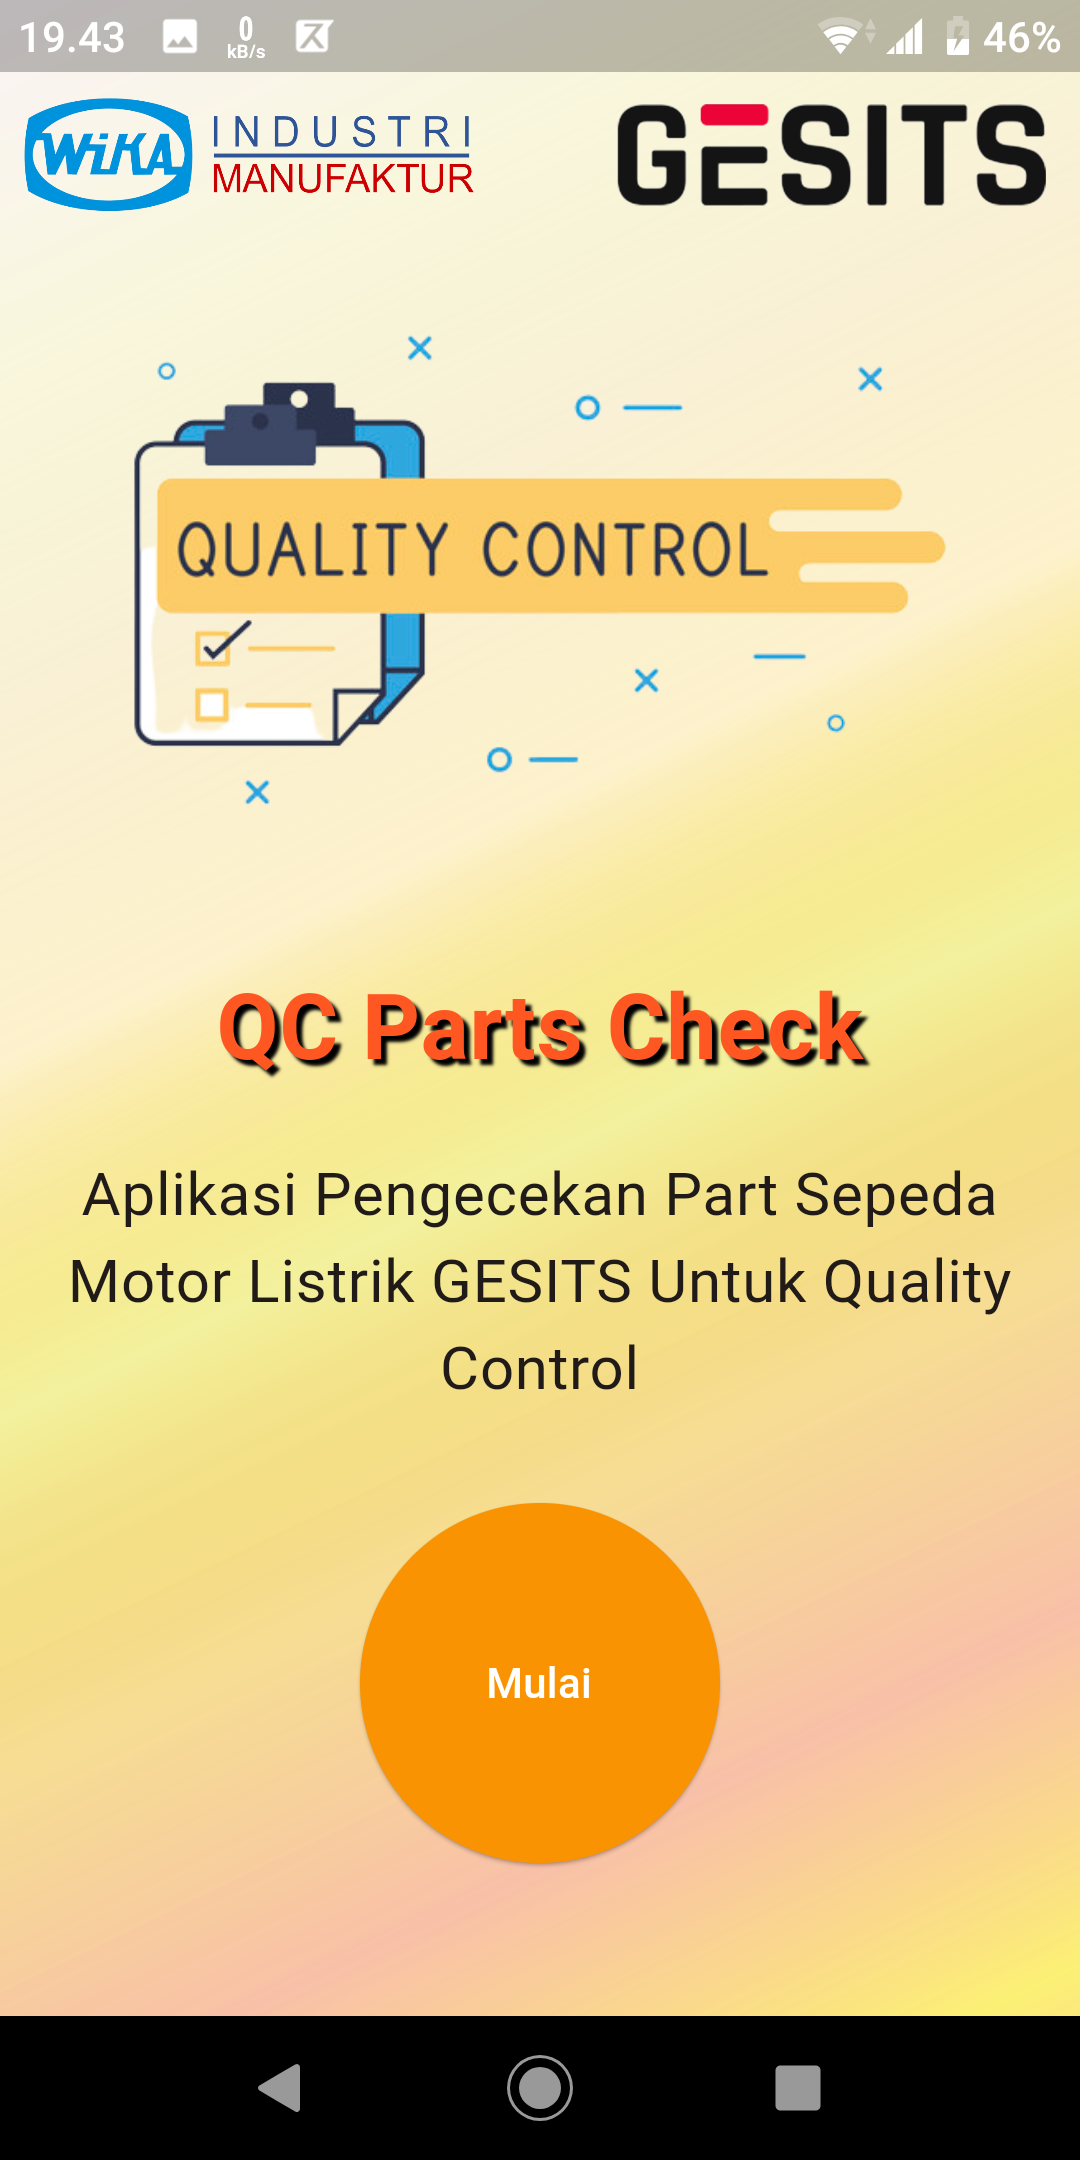 19.43 0 kB/s 46%
WiKA INDUSTRI MANUFAKTUR GESITS
QUALITY CONTROL
QC Parts Check
Aplikasi Pengecekan Part Sepeda
Motor Listrik GESITS Untuk Quality
Control
Mulai